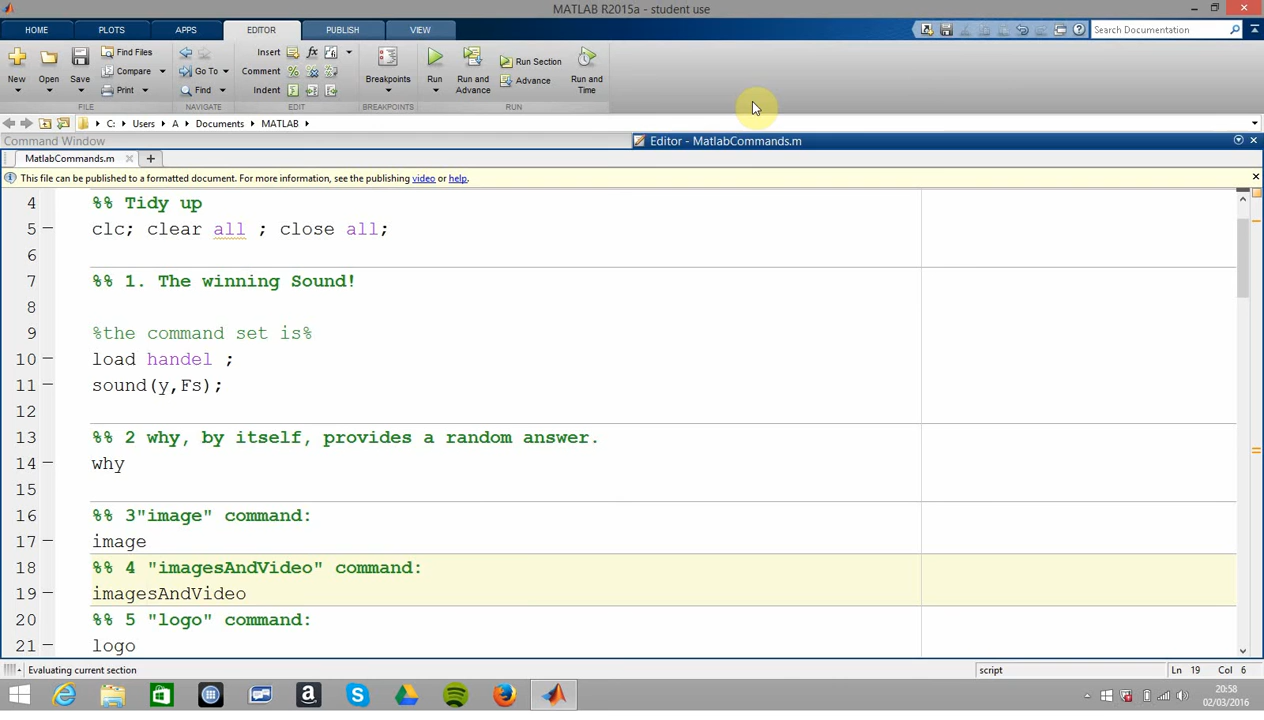 MATLAB R2015a - student use
HOME PLOTS APPS EDITOR PUBLISH VIEW
Search Documentation
New Open Save Find Files Compare Print
Go To Find
Insert fx
Comment
Indent
Breakpoints
Run Run and Advance Run Section Advance Run and Time
FILE NAVIGATE EDIT BREAKPOINTS RUN
C: Users A Documents MATLAB
Command Window
Editor - MatlabCommands.m
MatlabCommands.m
This file can be published to a formatted document. For more information, see the publishing video or help.
4 %% Tidy up
5 clc; clear all ; close all;
6
7 %% 1. The winning Sound!
8
9 %the command set is%
10 load handel ;
11 sound(y,Fs);
12
13 %% 2 why, by itself, provides a random answer.
14 why
15
16 %% 3"image" command:
17 image
18 %% 4 "imagesAndVideo" command:
19 imagesAndVideo
20 %% 5 "logo" command:
21 logo
Evaluating current section
script
Ln 19 Col 6
20:58
02/03/2016